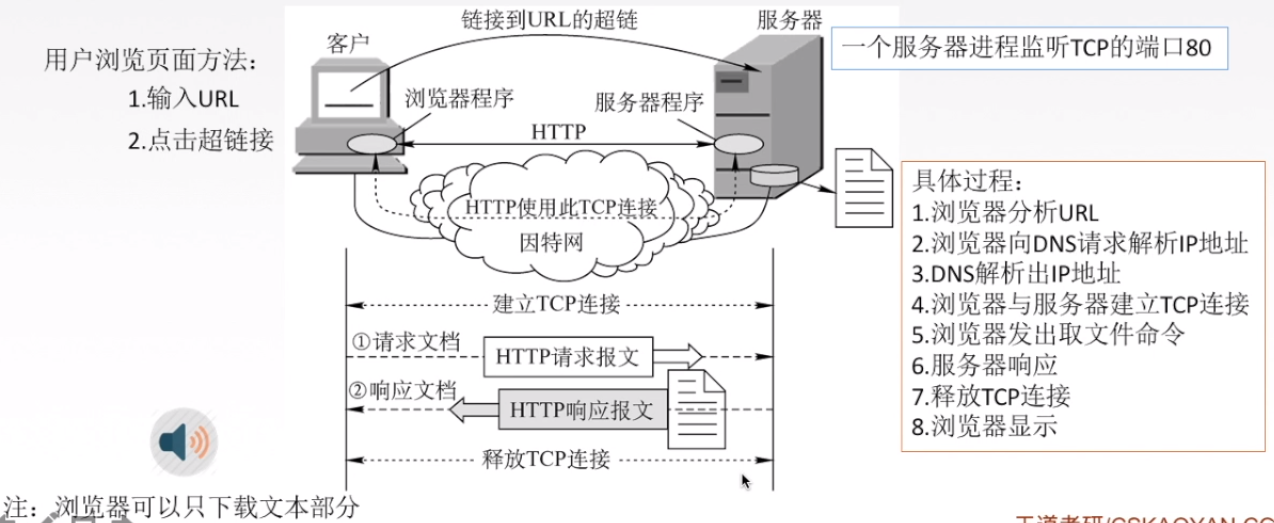 用户浏览页面方法：
1.输入URL
2.点击超链接
链接到URL的超链
客户
服务器
一个服务器进程监听TCP的端口80
浏览器程序
服务器程序
HTTP
HTTP使用此TCP连接
因特网
建立TCP连接
①请求文档
HTTP请求报文
②响应文档
HTTP响应报文
释放TCP连接
具体过程：
1.浏览器分析URL
2.浏览器向DNS请求解析IP地址
3.DNS解析出IP地址
4.浏览器与服务器建立TCP连接
5.浏览器发出取文件命令
6.服务器响应
7.释放TCP连接
8.浏览器显示
注：浏览器可以只下载文本部分